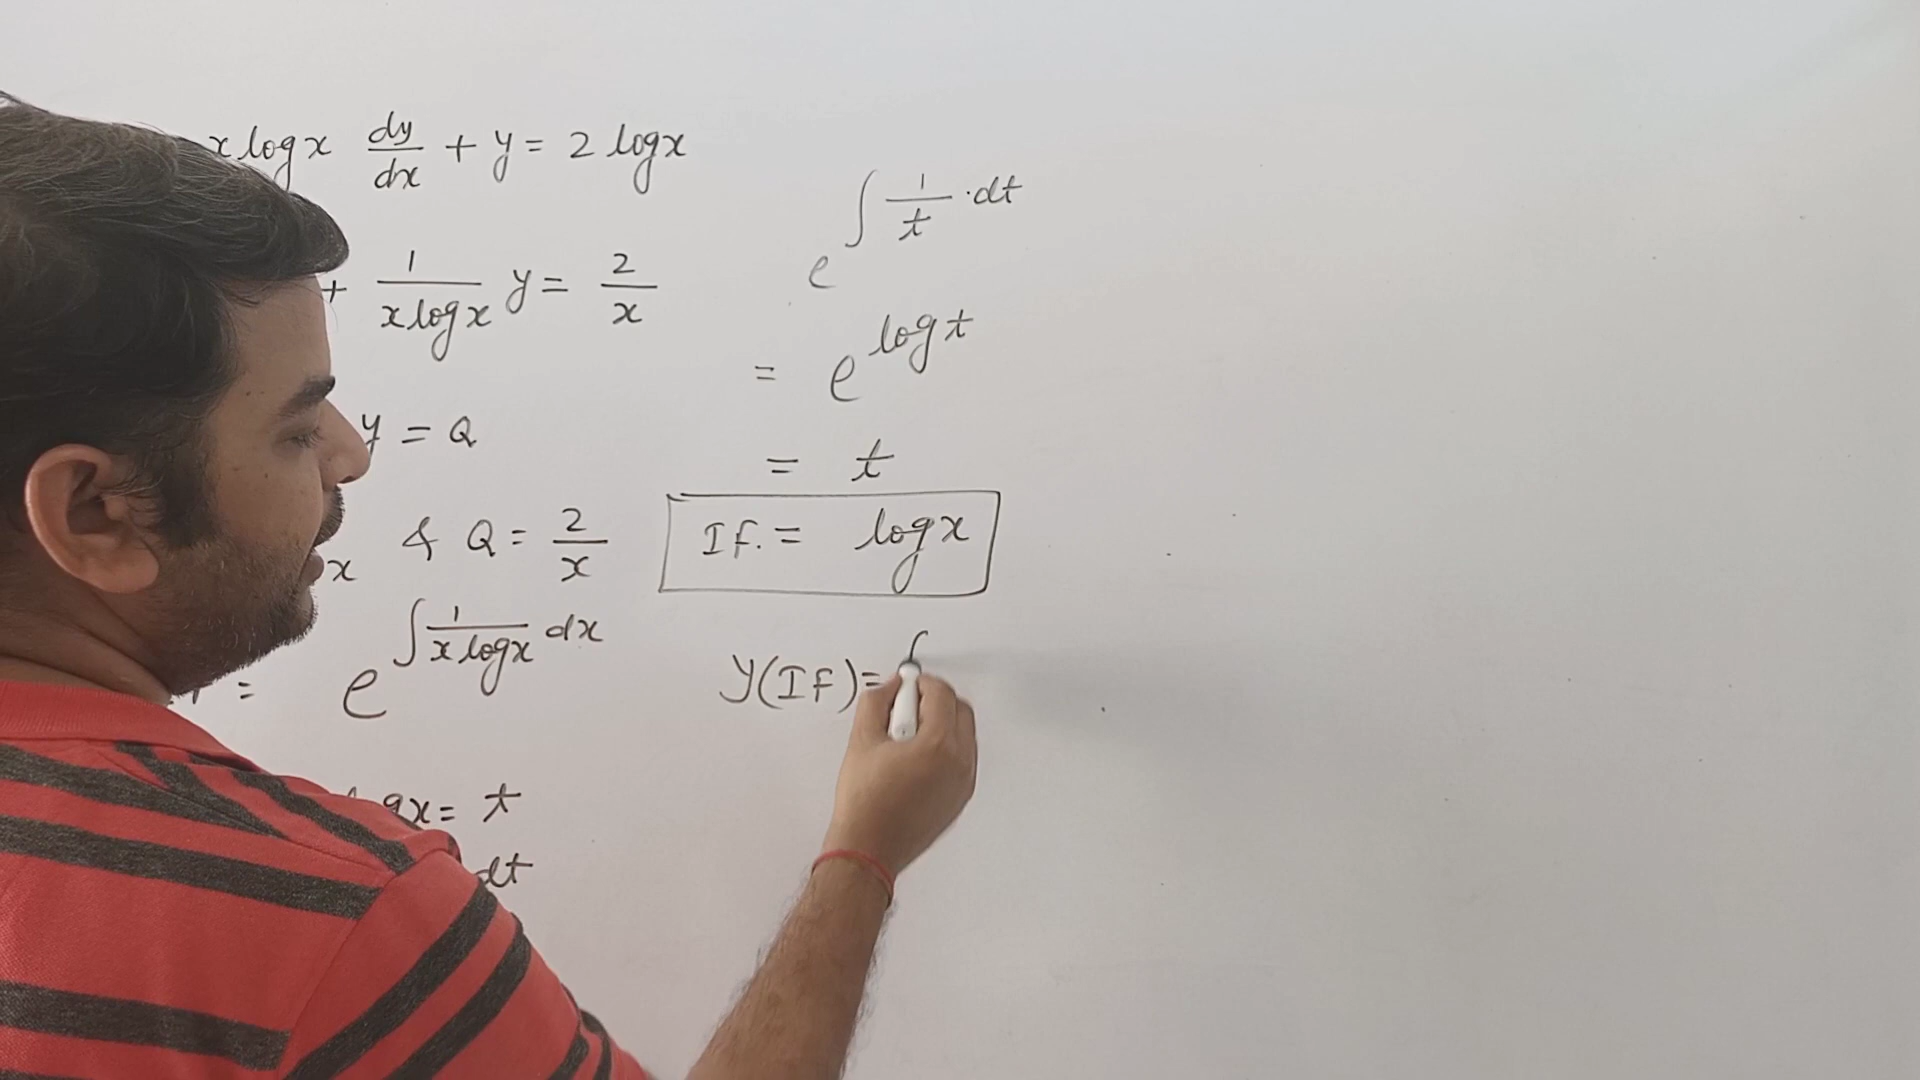 x log x dy/dx + y = 2 log x
+ 1/(x log x) y = 2/x
y = Q
x & Q = 2/x
= e^∫ 1/(x log x) dx
gx = t
dt
e^∫ 1/t · dt
= e^log t
= t
IF. = log x
y(IF) = ∫